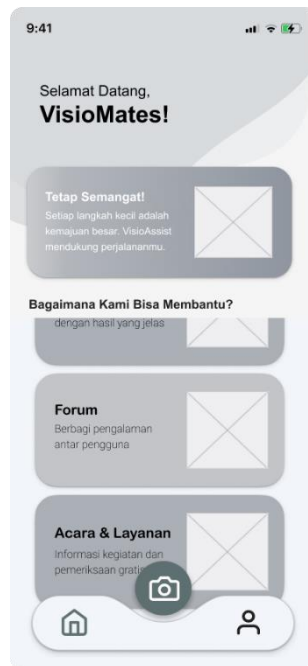 9:41
Selamat Datang,
VisioMates!
Tetap Semangat!
Setiap langkah kecil adalah
kemajuan besar. VisioAssist
mendukung perjalananmu.
Bagaimana Kami Bisa Membantu?
dengan hasil yang jelas
Forum
Berbagi pengalaman
antar pengguna
Acara & Layanan
Informasi kegiatan dan
pemeriksaan gratis